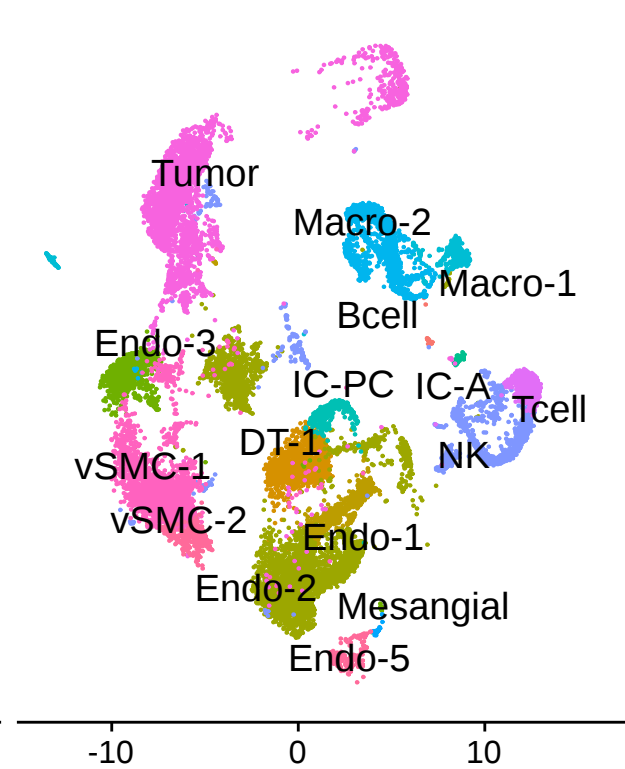 Tumor
Macro-2
Macro-1
Bcell
Endo-3
IC-PC
IC-A
Tcell
DT-1
NK
vSMC-1
vSMC-2
Endo-1
Endo-2
Mesangial
Endo-5
-10
0
10